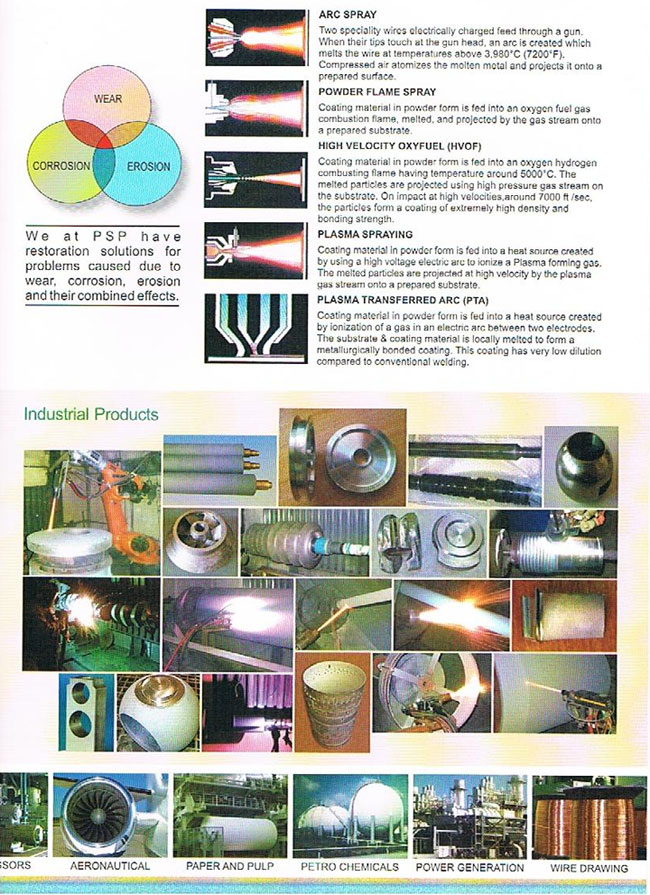 ARC SPRAY
Two speciality wires electrically charged feed through a gun.
When their tips touch at the gun head, an arc is created which
melts the wire at temperatures above 3,980°C (7200°F).
Compressed air atomizes the molten metal and projects it onto a
prepared surface.
POWDER FLAME SPRAY
Coating material in powder form is fed into an oxygen fuel gas
combustion flame, melted, and projected by the gas stream onto
a prepared substrate.
HIGH VELOCITY OXYFUEL (HVOF)
Coating material in powder form is fed into an oxygen hydrogen
combusting flame having temperature around 5000°C. The
melted particles are projected using high pressure gas stream on
the substrate. On impact at high velocities,around 7000 ft /sec,
the particles form a coating of extremely high density and
bonding strength.
PLASMA SPRAYING
Coating material in powder form is fed into a heat source created
by using a high voltage electric arc to ionize a Plasma forming gas.
The melted particles are projected at high velocity by the plasma
gas stream onto a prepared substrate.
PLASMA TRANSFERRED ARC (PTA)
Coating material in powder form is fed into a heat source created
by ionization of a gas in an electric arc between two electrodes.
The substrate & coating material is locally melted to form a
metallurgically bonded coating. This coating has very low dilution
compared to conventional welding.
WEAR
CORROSION
EROSION
We at PSP have
restoration solutions for
problems caused due to
wear, corrosion, erosion
and their combined effects.
Industrial Products
SSORS
AERONAUTICAL
PAPER AND PULP
PETRO CHEMICALS
POWER GENERATION
WIRE DRAWING